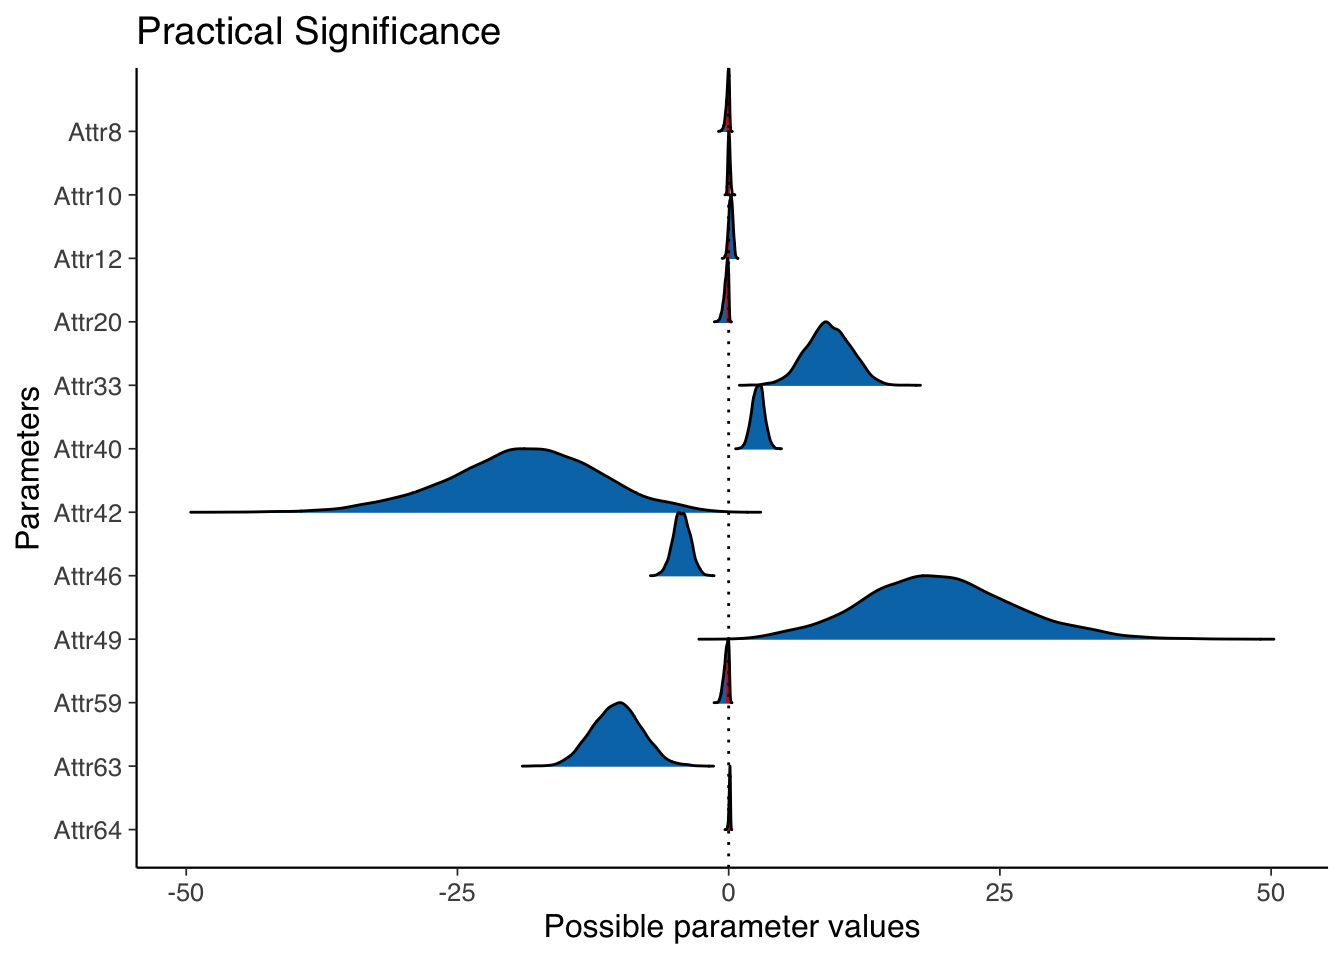 Practical Significance
Attr8
Attr10
Attr12
Attr20
Attr33
Attr40
Attr42
Attr46
Attr49
Attr59
Attr63
Attr64
Parameters
-50 -25 0 25 50
Possible parameter values